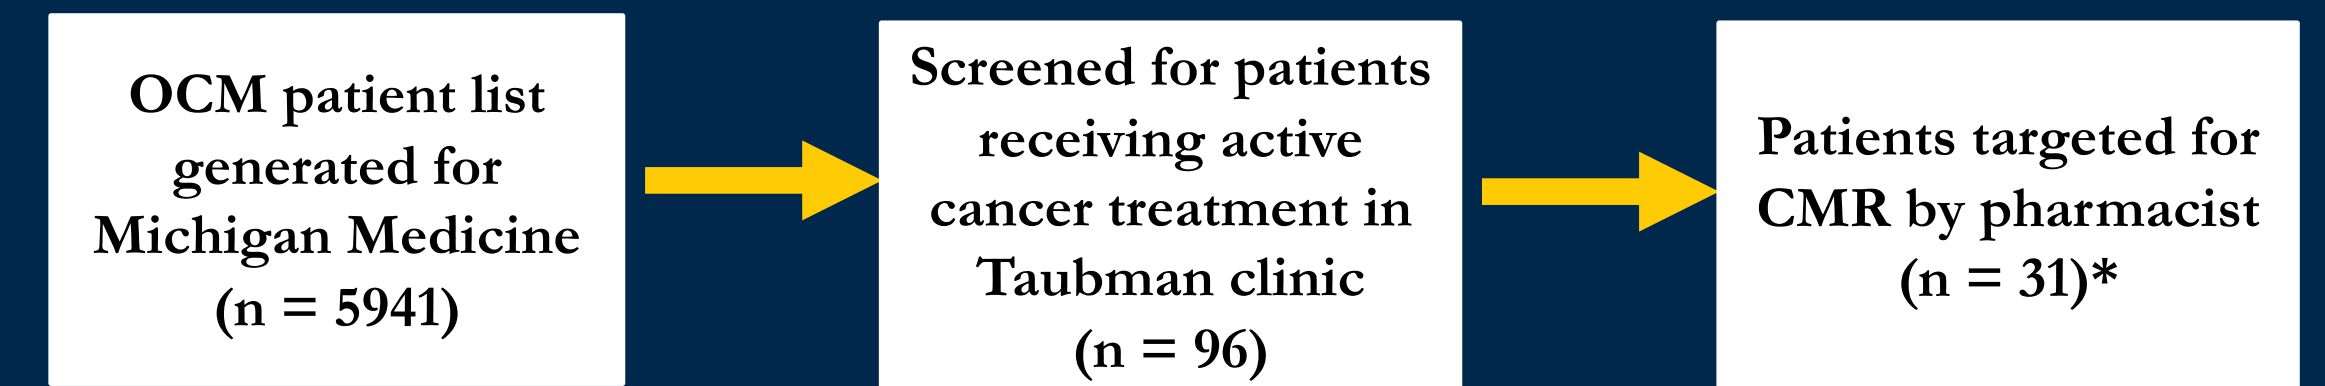 OCM patient list
generated for
Michigan Medicine
(n = 5941)
Screened for patients
receiving active
cancer treatment in
Taubman clinic
(n = 96)
Patients targeted for
CMR by pharmacist
(n = 31)*